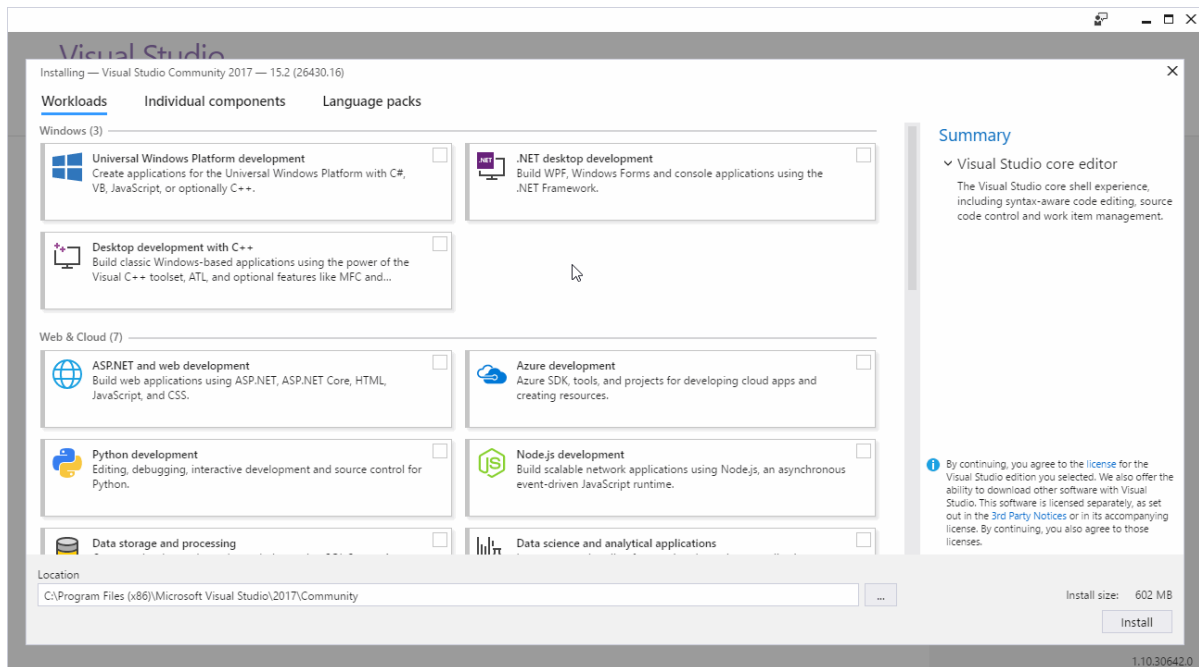 Visual Studio
Installing — Visual Studio Community 2017 — 15.2 (26430.16)
Workloads
Individual components
Language packs
Windows (3)
Universal Windows Platform development
Create applications for the Universal Windows Platform with C#,
VB, JavaScript, or optionally C++.
.NET
.NET desktop development
Build WPF, Windows Forms and console applications using the
.NET Framework.
Desktop development with C++
Build classic Windows-based applications using the power of the
Visual C++ toolset, ATL, and optional features like MFC and...
Web & Cloud (7)
ASP.NET and web development
Build web applications using ASP.NET, ASP.NET Core, HTML,
JavaScript, and CSS.
Azure development
Azure SDK, tools, and projects for developing cloud apps and
creating resources.
Python development
Editing, debugging, interactive development and source control for
Python.
JS
Node.js development
Build scalable network applications using Node.js, an asynchronous
event-driven JavaScript runtime.
Data storage and processing
Data science and analytical applications
Summary
Visual Studio core editor
The Visual Studio core shell experience,
including syntax-aware code editing, source
code control and work item management.
By continuing, you agree to the license for the
Visual Studio edition you selected. We also offer the
ability to download other software with Visual
Studio. This software is licensed separately, as set
out in the 3rd Party Notices or in its accompanying
license. By continuing, you also agree to those
licenses.
Location
C:\Program Files (x86)\Microsoft Visual Studio\2017\Community
...
Install size: 602 MB
Install
1.10.30642.0